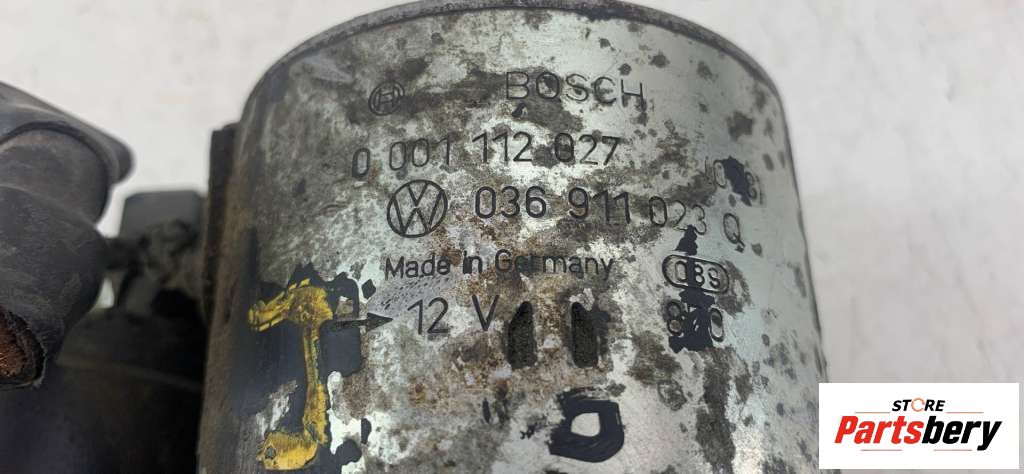 BOSCH
0 001 112 027
036 911 023 Q
Made in Germany
089
12 V
STORE
Partsbery